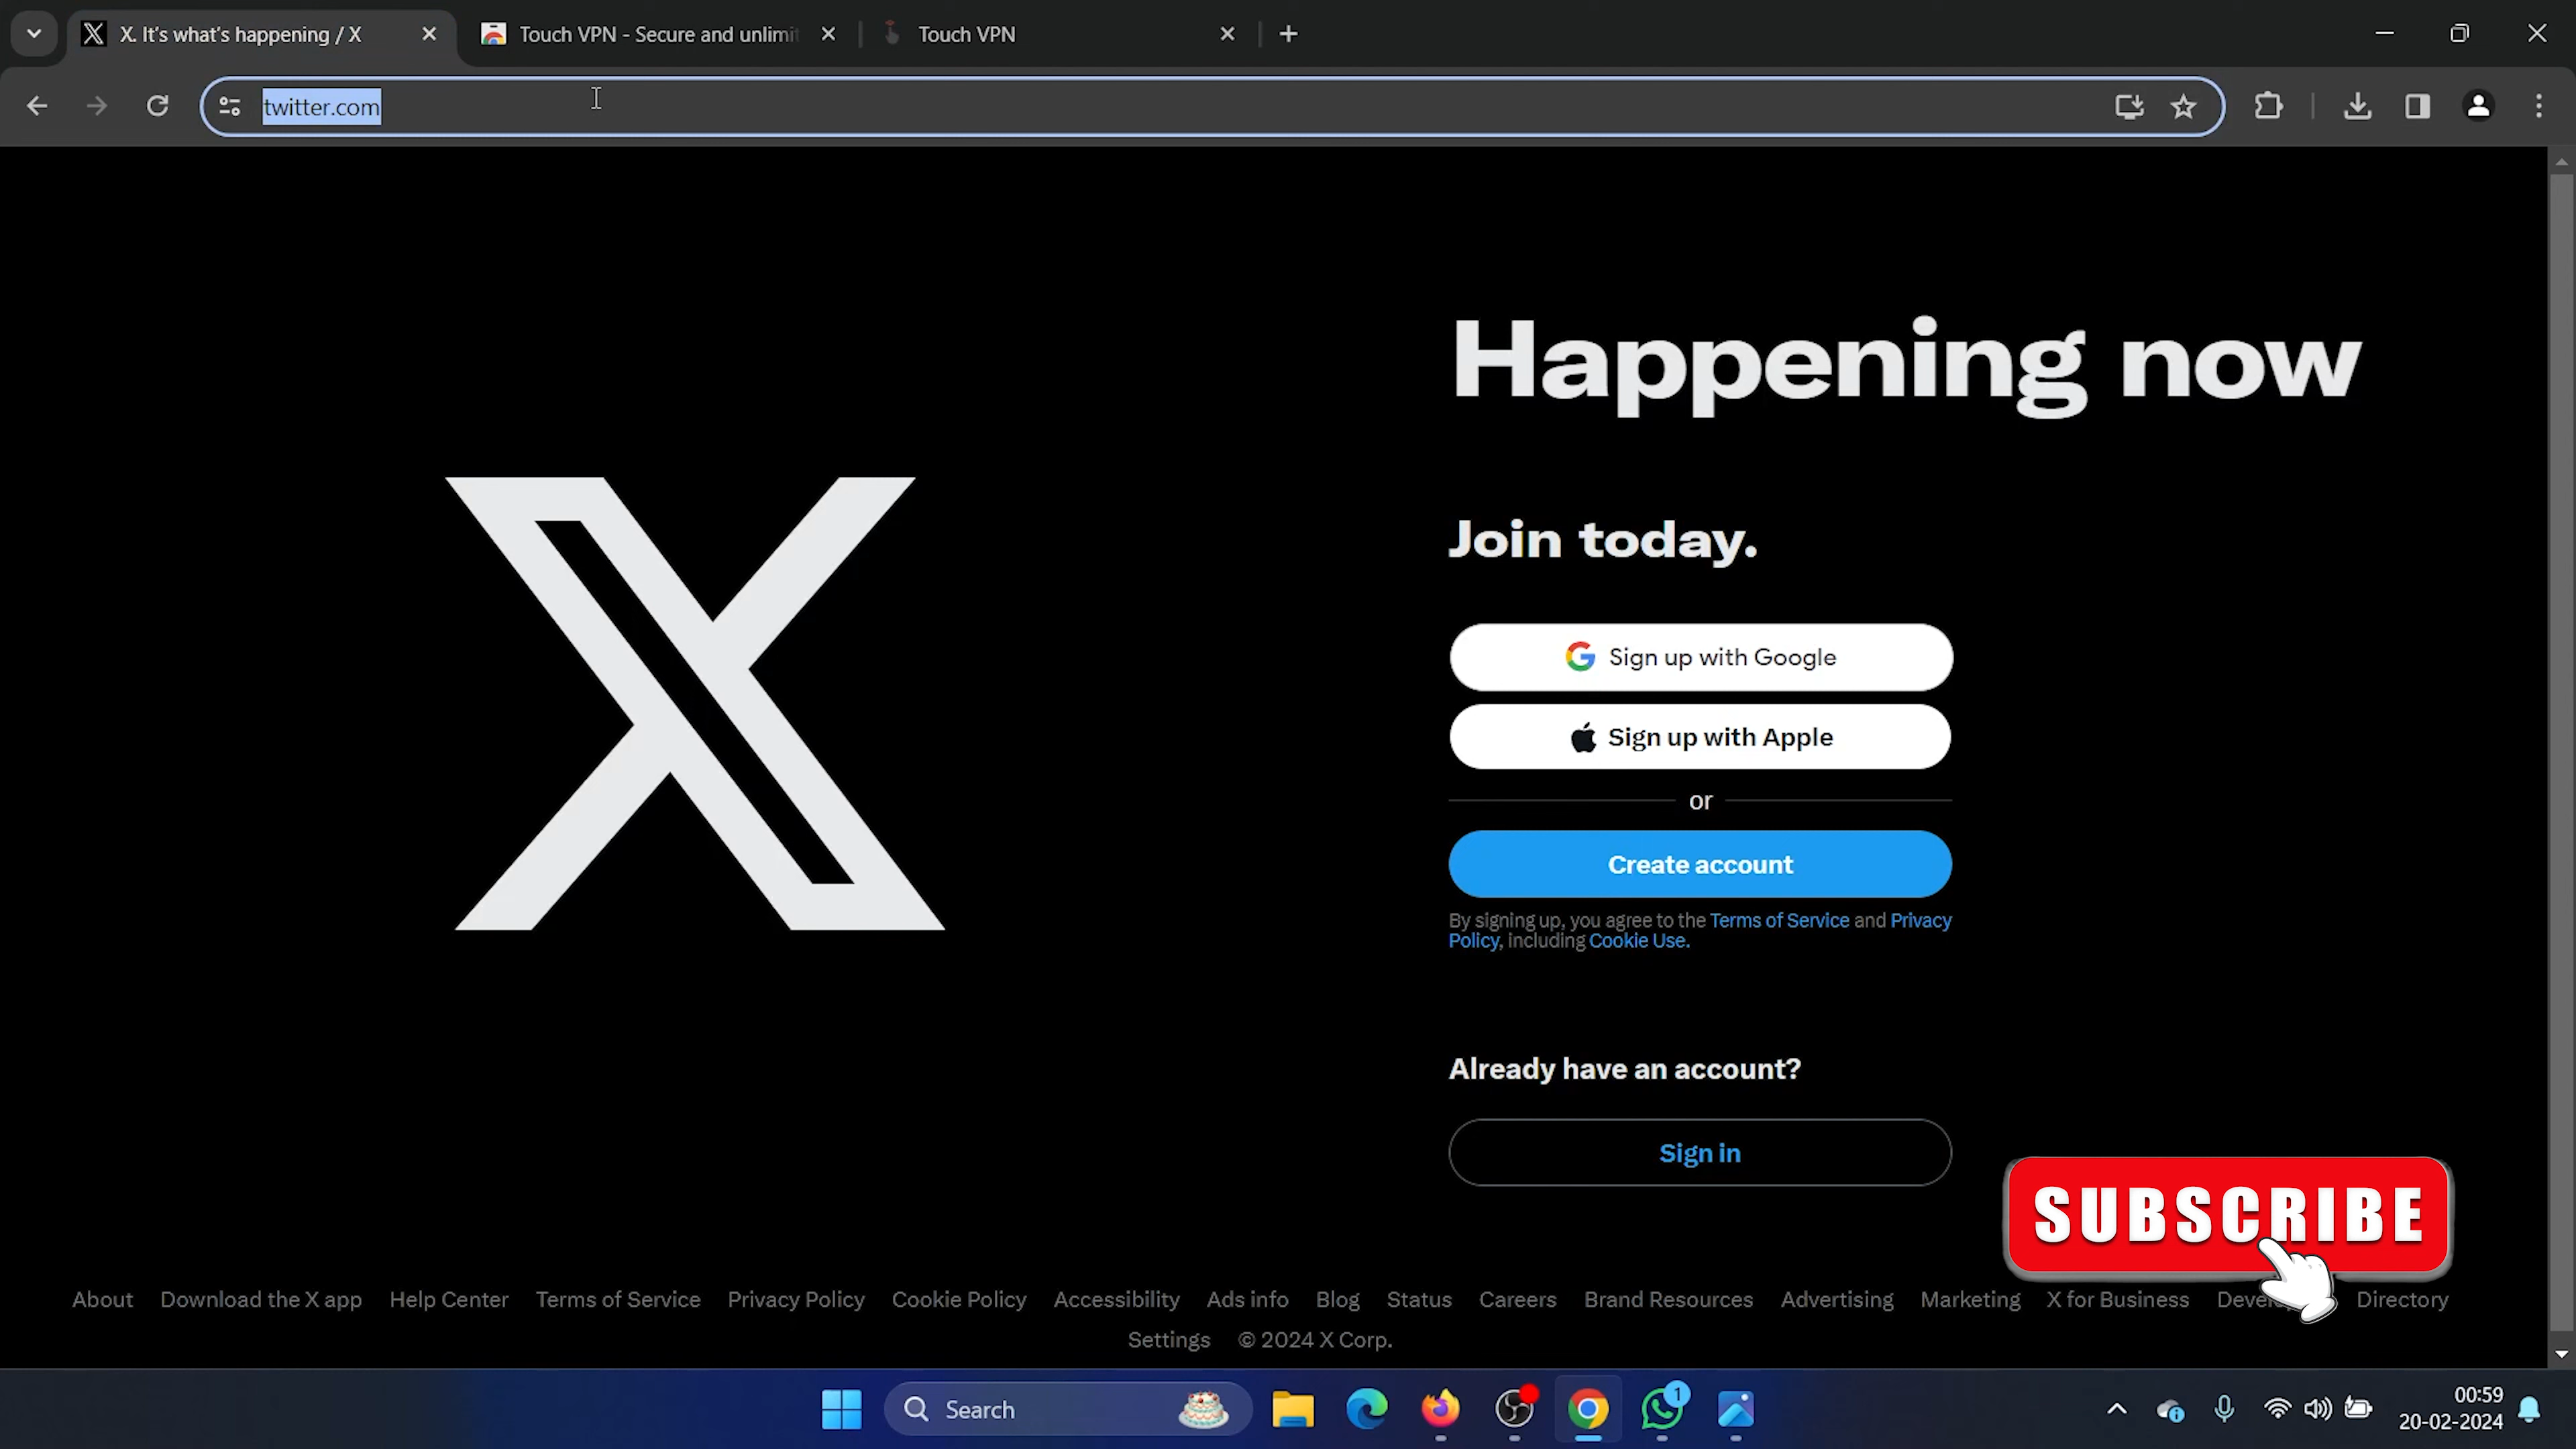 X. It's what's happening / X
Touch VPN - Secure and unlimit
Touch VPN
twitter.com
Happening now
Join today.
Sign up with Google
Sign up with Apple
or
Create account
By signing up, you agree to the Terms of Service and Privacy
Policy, including Cookie Use.
Already have an account?
Sign in
SUBSCRIBE
About Download the X app Help Center Terms of Service Privacy Policy Cookie Policy Accessibility Ads info Blog Status Careers Brand Resources Advertising Marketing X for Business Directory
Settings © 2024 X Corp.
Search
1
00:59
20-02-2024